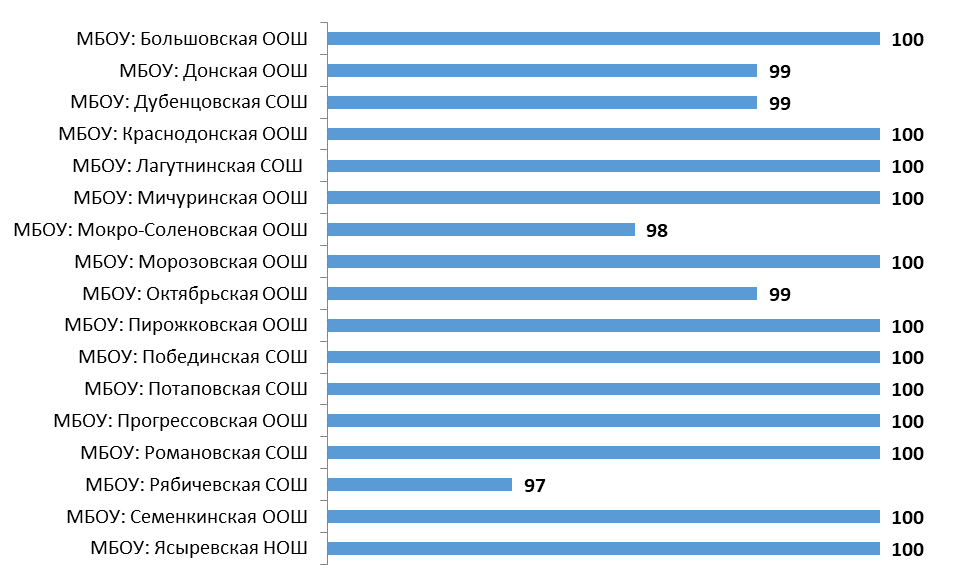 МБОУ: Большовская ООШ 100
МБОУ: Донская ООШ 99
МБОУ: Дубенцовская СОШ 99
МБОУ: Краснодонская ООШ 100
МБОУ: Лагутнинская СОШ 100
МБОУ: Мичуринская ООШ 100
МБОУ: Мокро-Соленовская ООШ 98
МБОУ: Морозовская ООШ 100
МБОУ: Октябрьская ООШ 99
МБОУ: Пирожковская ООШ 100
МБОУ: Побединская СОШ 100
МБОУ: Потаповская СОШ 100
МБОУ: Прогрессовская ООШ 100
МБОУ: Романовская СОШ 100
МБОУ: Рябичевская СОШ 97
МБОУ: Семенкинская ООШ 100
МБОУ: Ясыревская НОШ 100